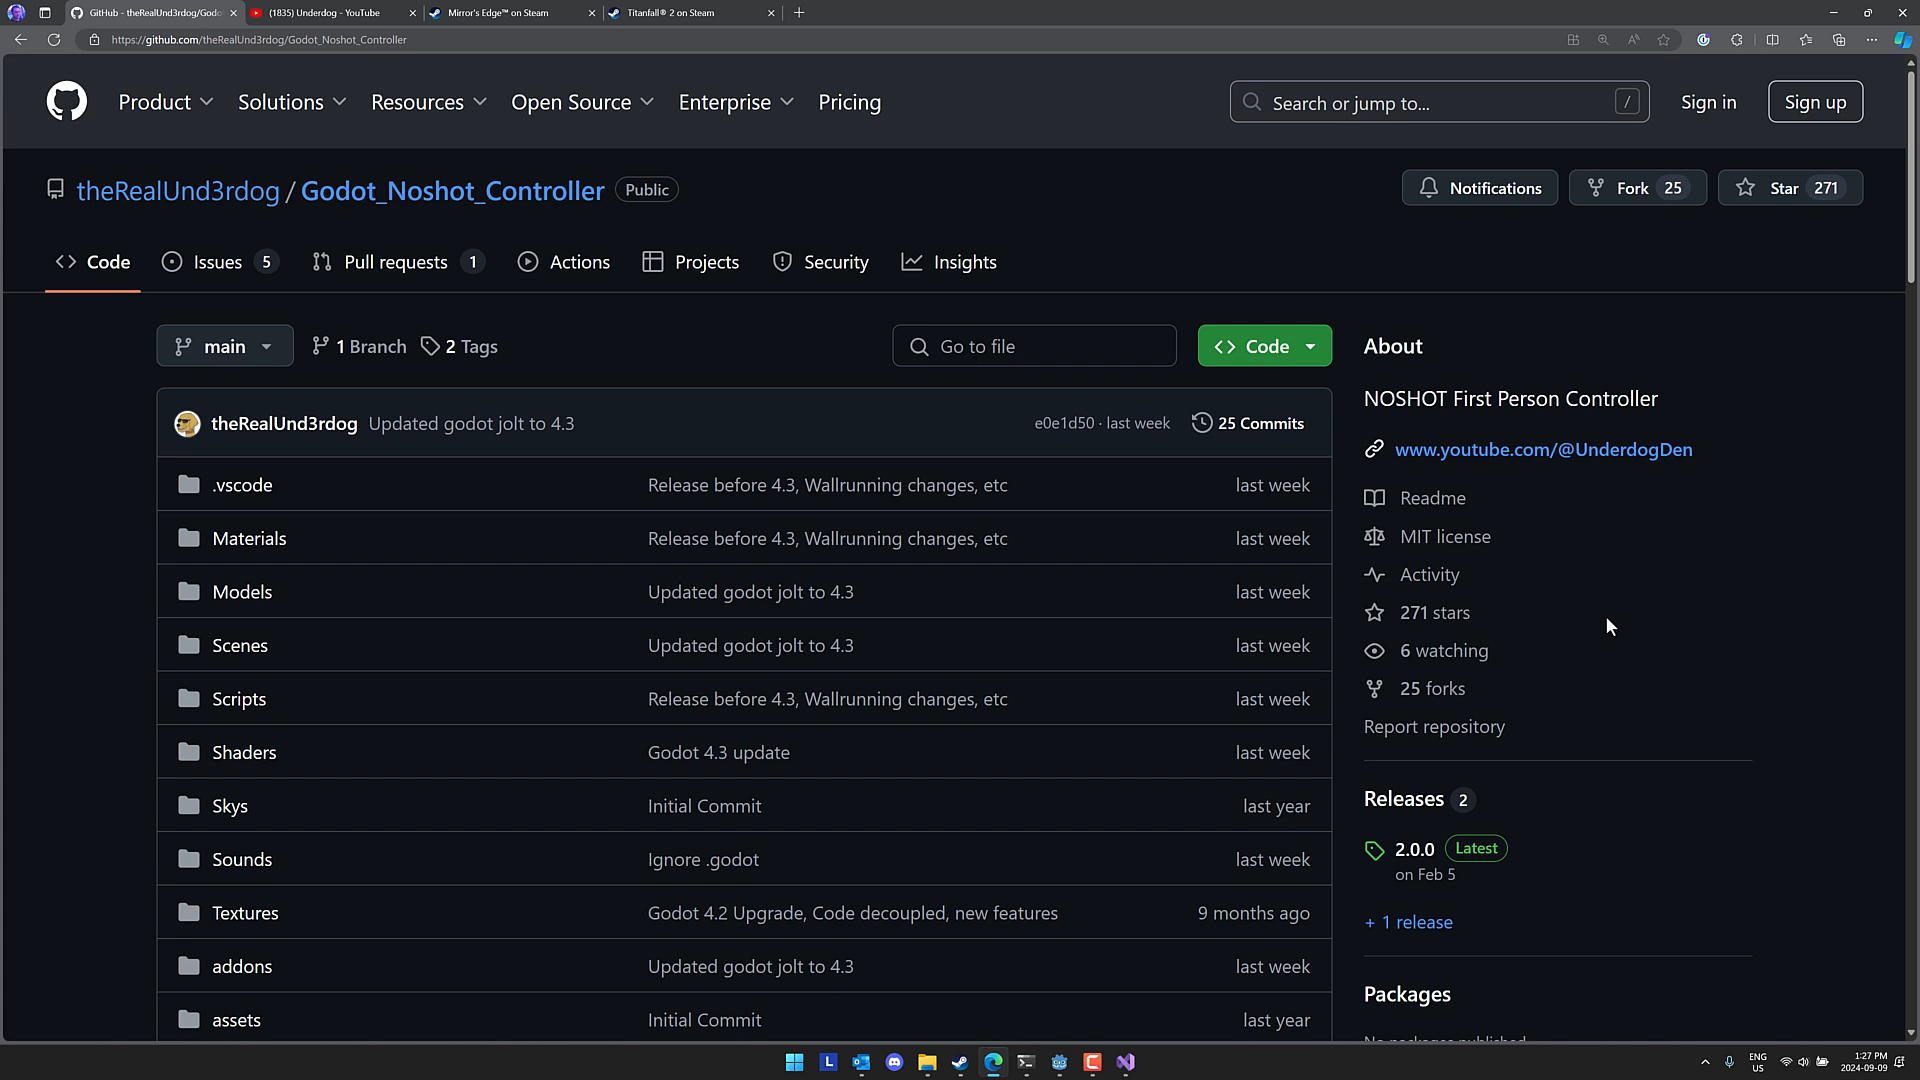 GitHub - theRealUnd3rdog/Godo
(1835) Underdog - YouTube
Mirror's Edge™ on Steam
Titanfall® 2 on Steam
https://github.com/theRealUnd3rdog/Godot_Noshot_Controller
Product
Solutions
Resources
Open Source
Enterprise
Pricing
Search or jump to...
/
Sign in
Sign up
theRealUnd3rdog / Godot_Noshot_Controller Public
Notifications
Fork 25
Star 271
Code
Issues 5
Pull requests 1
Actions
Projects
Security
Insights
main
1 Branch
2 Tags
Go to file
Code
theRealUnd3rdog Updated godot jolt to 4.3 e0e1d50 · last week 25 Commits
.vscode Release before 4.3, Wallrunning changes, etc last week
Materials Release before 4.3, Wallrunning changes, etc last week
Models Updated godot jolt to 4.3 last week
Scenes Updated godot jolt to 4.3 last week
Scripts Release before 4.3, Wallrunning changes, etc last week
Shaders Godot 4.3 update last week
Skys Initial Commit last year
Sounds Ignore .godot last week
Textures Godot 4.2 Upgrade, Code decoupled, new features 9 months ago
addons Updated godot jolt to 4.3 last week
assets Initial Commit last year
About
NOSHOT First Person Controller
www.youtube.com/@UnderdogDen
Readme
MIT license
Activity
271 stars
6 watching
25 forks
Report repository
Releases 2
2.0.0 Latest
on Feb 5
+ 1 release
Packages
No packages published
ENG
US
1:27 PM
2024-09-09